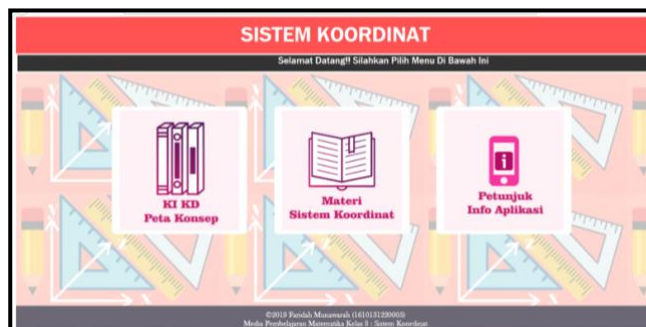 SISTEM KOORDINAT
Selamat Datang!! Silahkan Pilih Menu Di Bawah Ini
KI KD
Peta Konsep
Materi
Sistem Koordinat
Petunjuk
Info Aplikasi
©2019 Faridah Munawarah (1610131220003)
Media Pembelajaran Matematika Kelas 8 : Sistem Koordinat